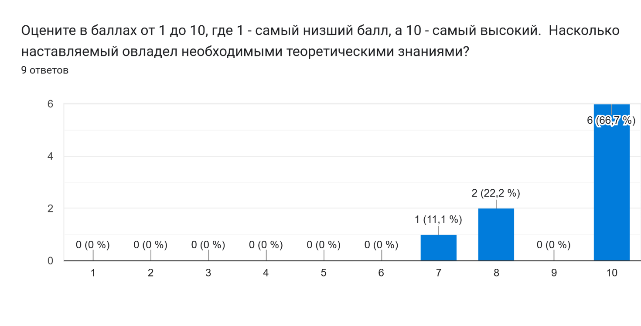 Оцените в баллах от 1 до 10, где 1 - самый низший балл, а 10 - самый высокий. Насколько
наставляемый овладел необходимыми теоретическими знаниями?
9 ответов
6
6 (66,7 %)
4
2
2 (22,2 %)
1 (11,1 %)
0 (0 %) 0 (0 %) 0 (0 %) 0 (0 %) 0 (0 %) 0 (0 %) 0 (0 %)
0
1 2 3 4 5 6 7 8 9 10